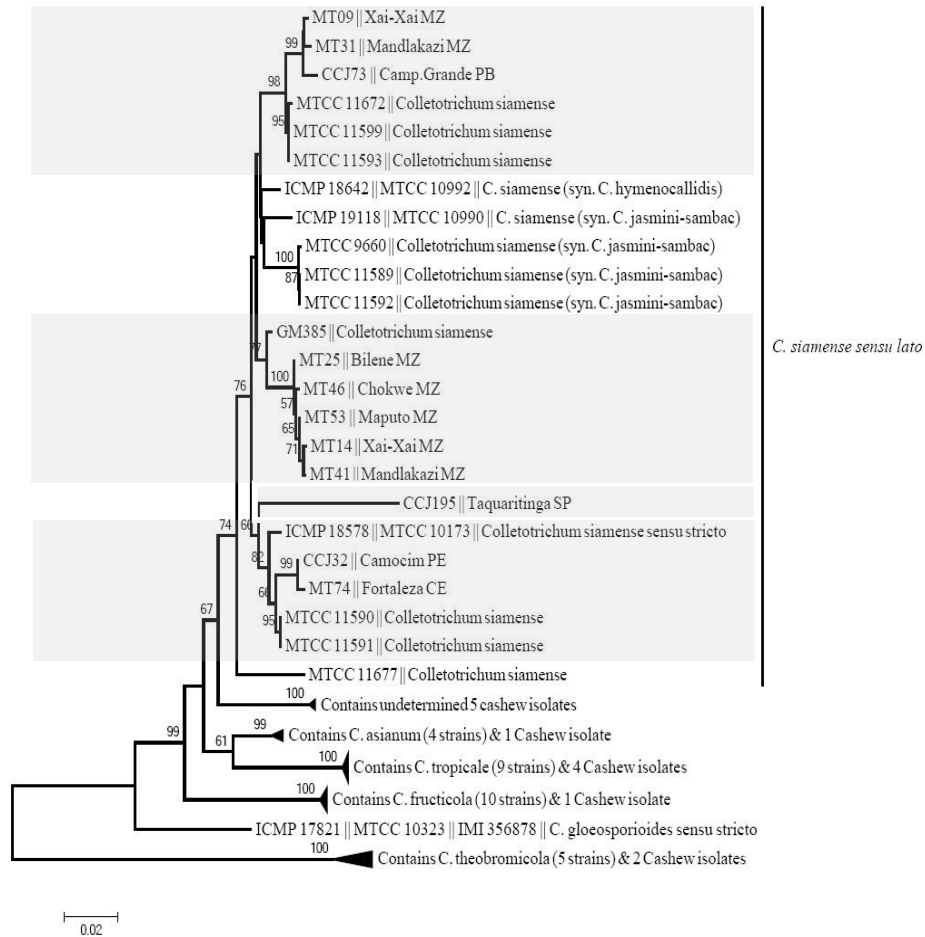 MT09 || Xai-Xai MZ
99
MT31 || Mandlakazi MZ
CCJ73 || Camp.Grande PB
98
MTCC 11672 || Colletotrichum siamense
95
MTCC 11599 || Colletotrichum siamense
MTCC 11593 || Colletotrichum siamense
ICMP 18642 || MTCC 10992 || C. siamense (syn. C. hymenocallidis)
ICMP 19118 || MTCC 10990 || C. siamense (syn. C. jasmini-sambac)
MTCC 9660 || Colletotrichum siamense (syn. C. jasmini-sambac)
100
MTCC 11589 || Colletotrichum siamense (syn. C. jasmini-sambac)
87
MTCC 11592 || Colletotrichum siamense (syn. C. jasmini-sambac)
GM385 || Colletotrichum siamense
77
C. siamense sensu lato
MT25 || Bilene MZ
100
MT46 || Chokwe MZ
76
57
MT53 || Maputo MZ
65
MT14 || Xai-Xai MZ
71
MT41 || Mandlakazi MZ
CCJ195 || Taquaritinga SP
74
66
ICMP 18578 || MTCC 10173 || Colletotrichum siamense sensu stricto
82
CCJ32 || Camocim PE
99
MT74 || Fortaleza CE
66
MTCC 11590 || Colletotrichum siamense
67
95
MTCC 11591 || Colletotrichum siamense
MTCC 11677 || Colletotrichum siamense
100
Contains undetermined 5 cashew isolates
99
99
Contains C. asianum (4 strains) & 1 Cashew isolate
61
100
Contains C. tropicale (9 strains) & 4 Cashew isolates
100
Contains C. fructicola (10 strains) & 1 Cashew isolate
ICMP 17821 || MTCC 10323 || IMI 356878 || C. gloeosporioides sensu stricto
100
Contains C. theobromicola (5 strains) & 2 Cashew isolates
0.02